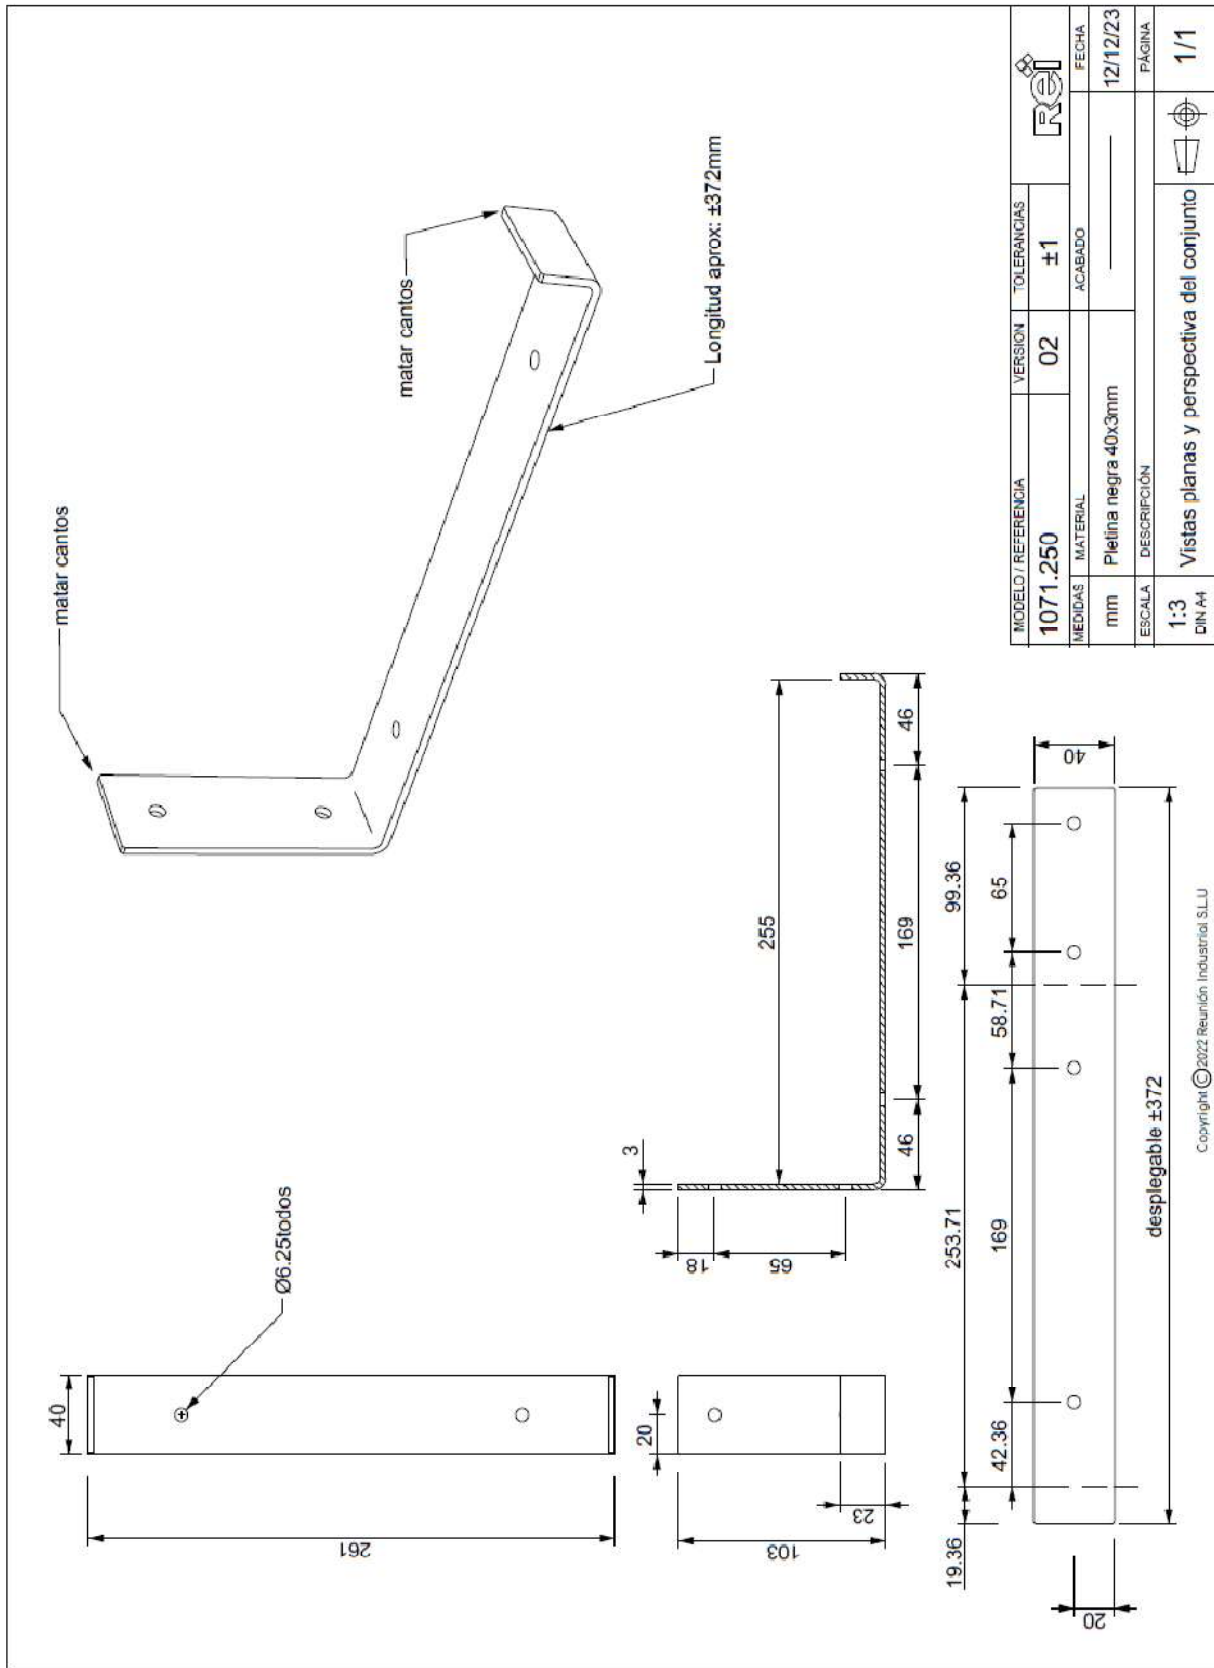 matar cantos
matar cantos
Longitud aprox: ±372mm
40
Ø6.25todos
261
20
23
103
3
18
65
255
46
169
46
19.36
253.71
99.36
42.36
169
58.71
65
40
20
desplegable ±372
MODELO / REFERENCIA
VERSION
TOLERANCIAS
1071.250
02
±1
Rei
MEDIDAS
MATERIAL
ACABADO
FECHA
mm
Pletina negra 40x3mm
12/12/23
ESCALA
DESCRIPCIÓN
PÁGINA
1:3
DIN A4
Vistas planas y perspectiva del conjunto
1/1
Copyright ©2022 Reunión Industrial S.L.U